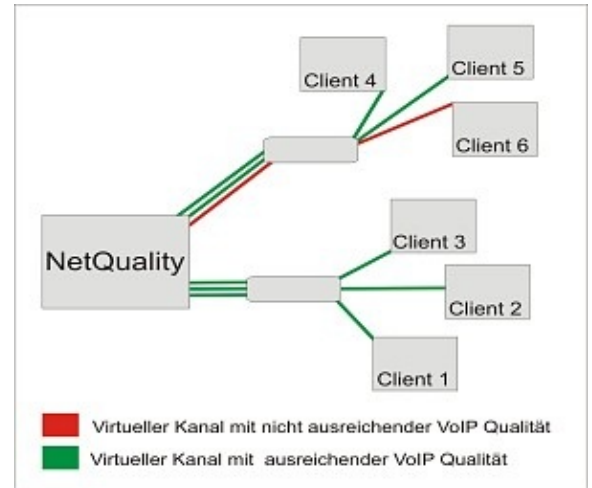 Client 4
Client 5
Client 6
NetQuality
Client 3
Client 2
Client 1
Virtueller Kanal mit nicht ausreichender VoIP Qualität
Virtueller Kanal mit ausreichender VoIP Qualität